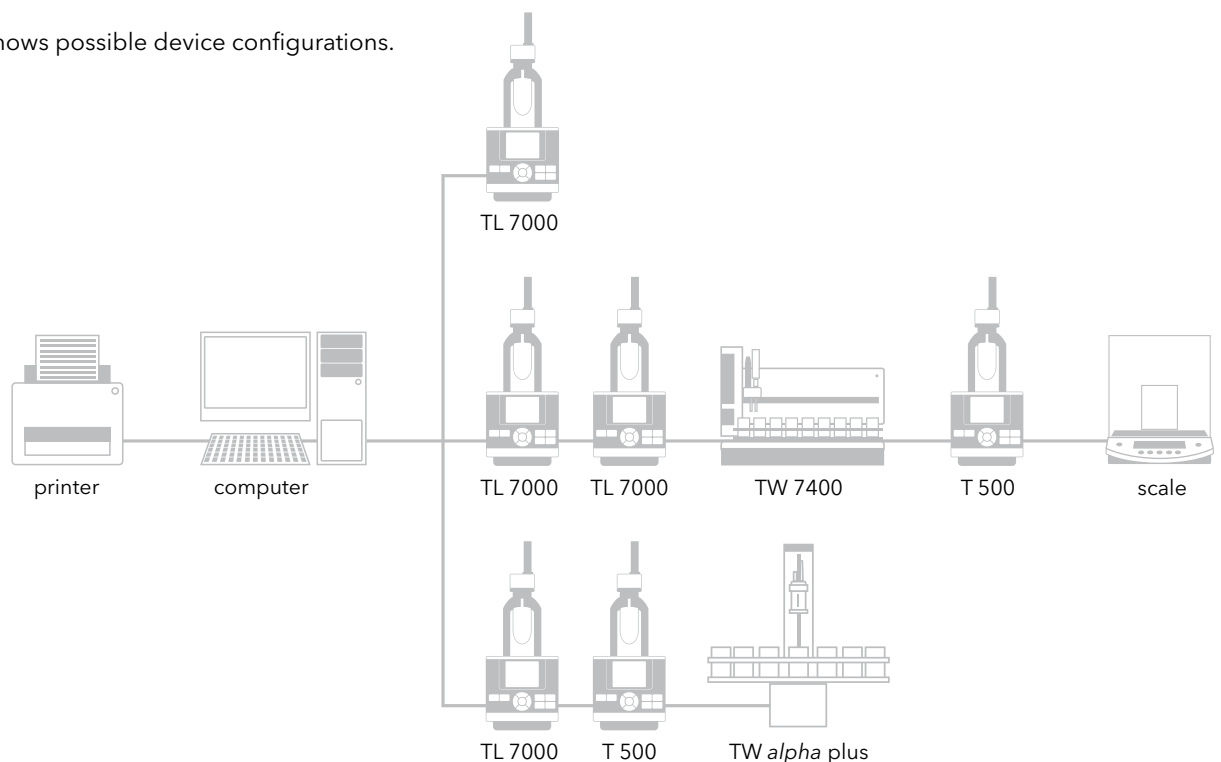 hows possible device configurations.
TL 7000
printer
computer
TL 7000
TL 7000
TW 7400
T 500
scale
TL 7000
T 500
TW alpha plus